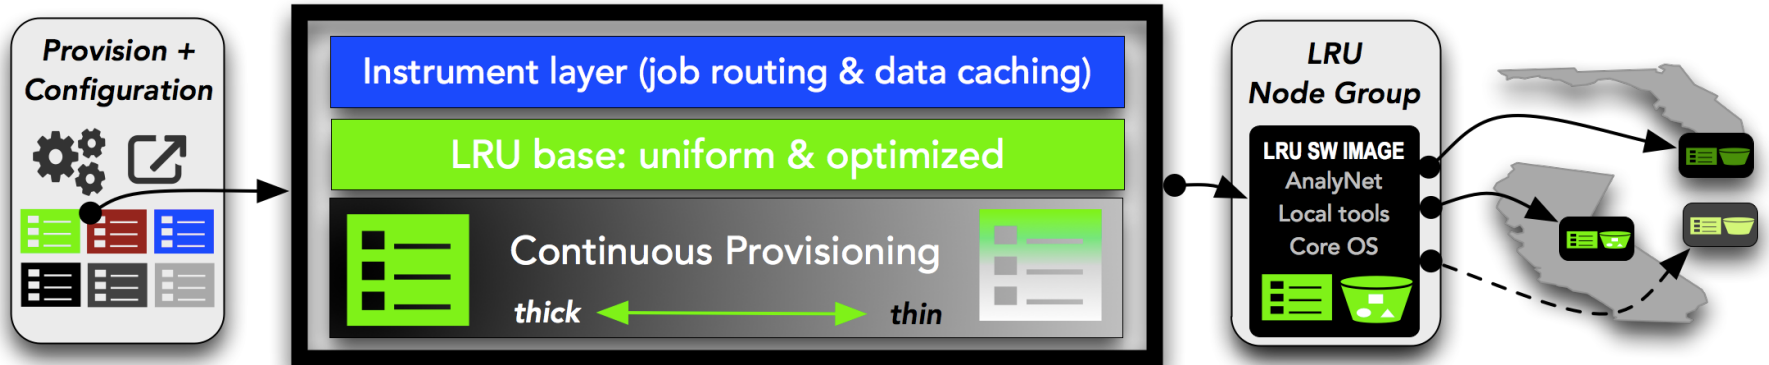 Provision +
Configuration
Instrument layer (job routing & data caching)
LRU base: uniform & optimized
Continuous Provisioning
thick
thin
LRU
Node Group
LRU SW IMAGE
AnalyNet
Local tools
Core OS